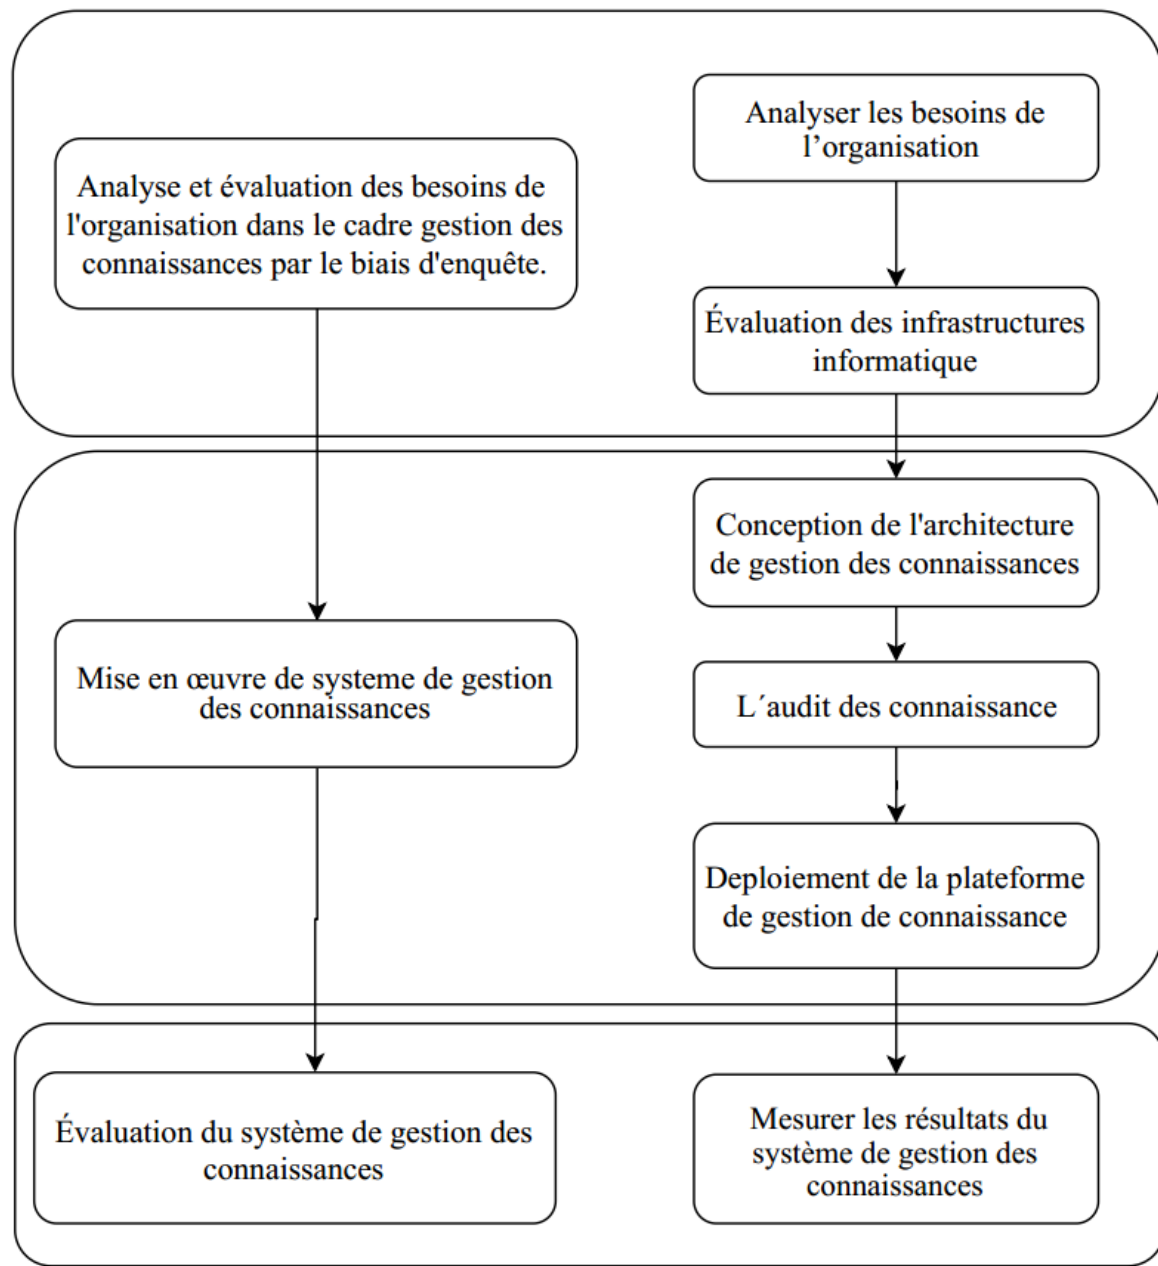 Analyser les besoins de
l’organisation
Analyse et évaluation des besoins de
l'organisation dans le cadre gestion des
connaissances par le biais d'enquête.
Évaluation des infrastructures
informatique
Conception de l'architecture
de gestion des connaissances
Mise en œuvre de systeme de gestion
des connaissances
L´audit des connaissance
Deploiement de la plateforme
de gestion de connaissance
Évaluation du système de gestion des
connaissances
Mesurer les résultats du
système de gestion des
connaissances